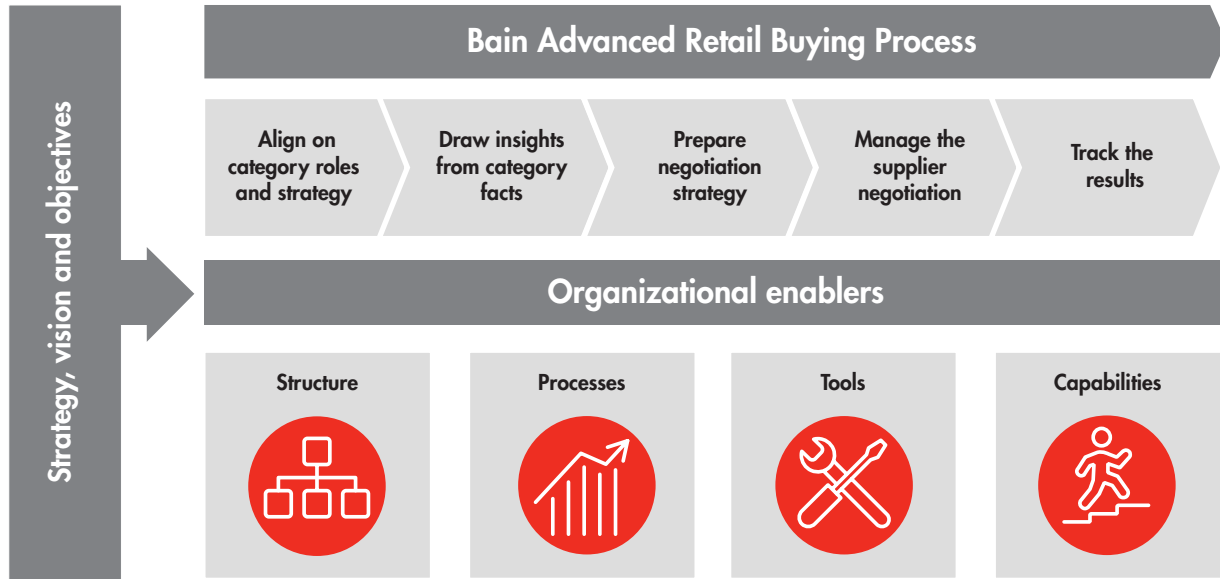 Strategy, vision and objectives
Bain Advanced Retail Buying Process
Align on
category roles
and strategy
Draw insights
from category
facts
Prepare
negotiation
strategy
Manage the
supplier
negotiation
Track the
results
Organizational enablers
Structure
Processes
Tools
Capabilities